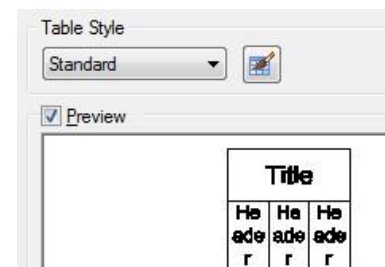 Table Style
Standard
Preview
Title
He He He
ade ade ade
r r r